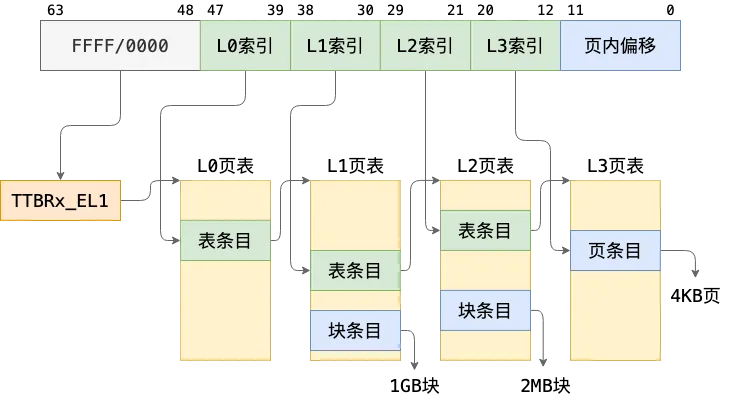 63 48 47 39 38 30 29 21 20 12 11 0
FFFF/0000 L0索引 L1索引 L2索引 L3索引 页内偏移
L0页表 L1页表 L2页表 L3页表
TTBRx_EL1
表条目 表条目 表条目 页条目
块条目 块条目
4KB页
1GB块 2MB块